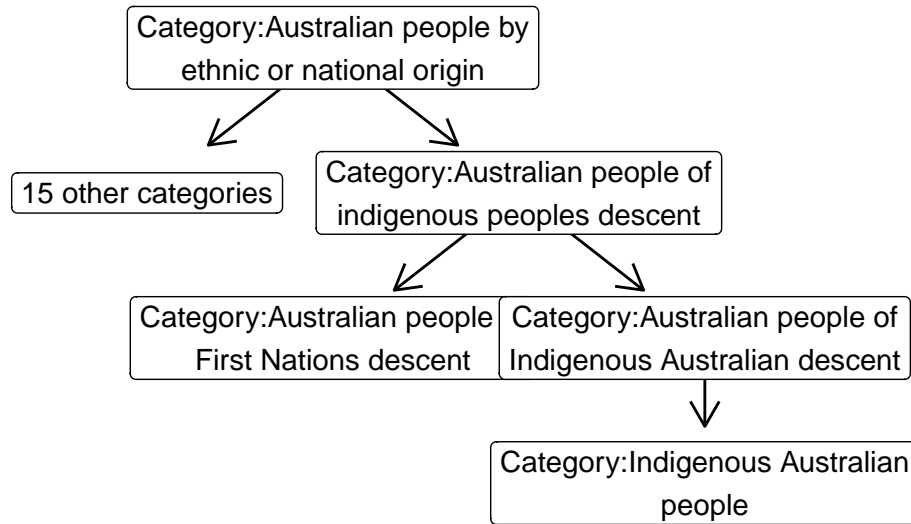 Category:Australian people by
ethnic or national origin
15 other categories
Category:Australian people of
indigenous peoples descent
Category:Australian people
First Nations descent
Category:Australian people of
Indigenous Australian descent
Category:Indigenous Australian
people